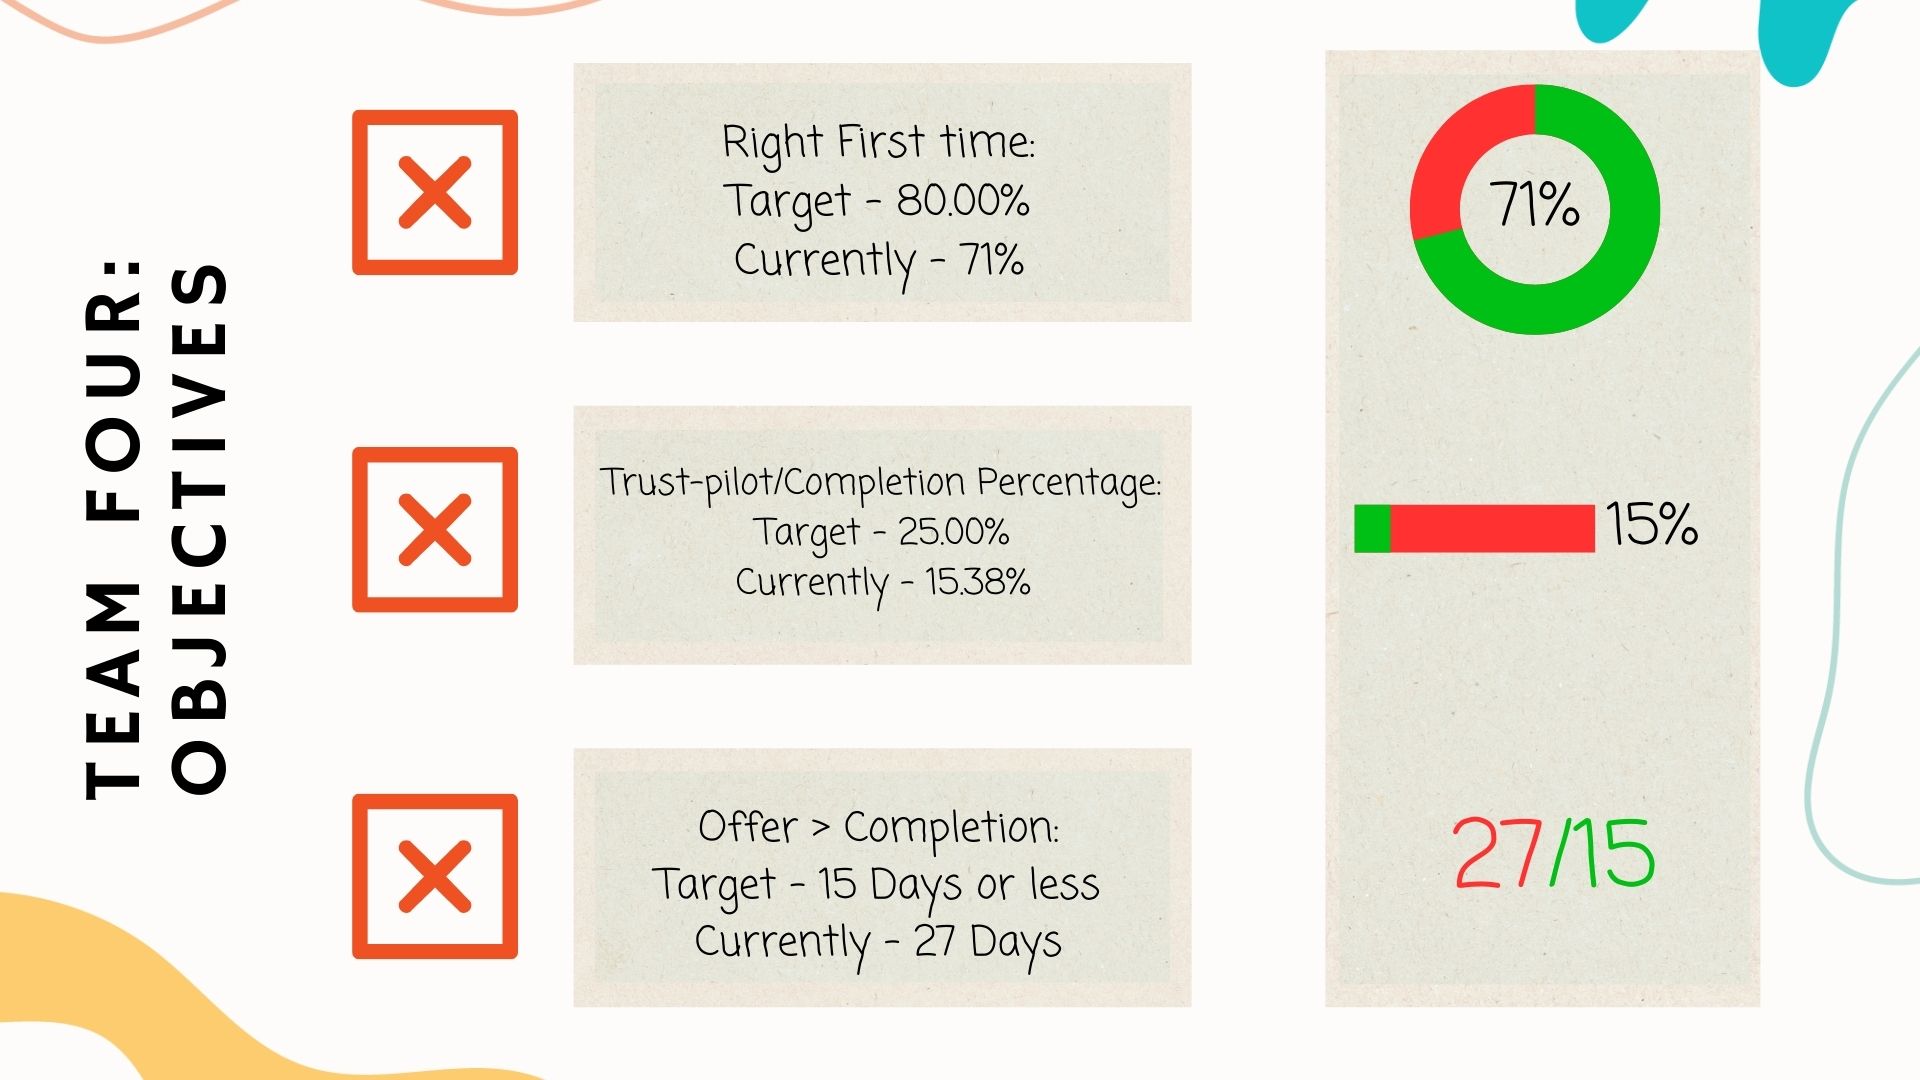 TEAM FOUR:
OBJECTIVES
Right First time:
Target - 80.00%
Currently - 71%
Trust-pilot/Completion Percentage:
Target - 25.00%
Currently - 15.38%
Offer > Completion:
Target - 15 Days or less
Currently - 27 Days
71%
15%
27/15